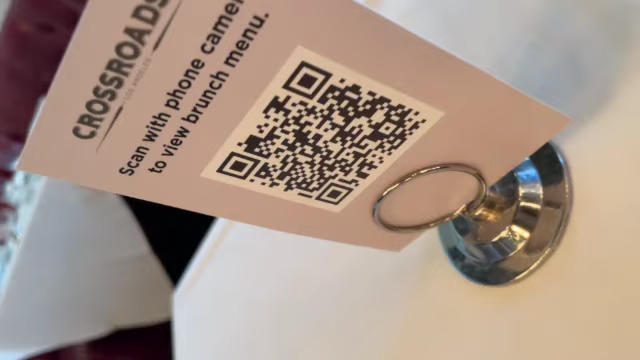 CROSSROADS
LOS ANGELES
Scan with phone camera
to view brunch menu.